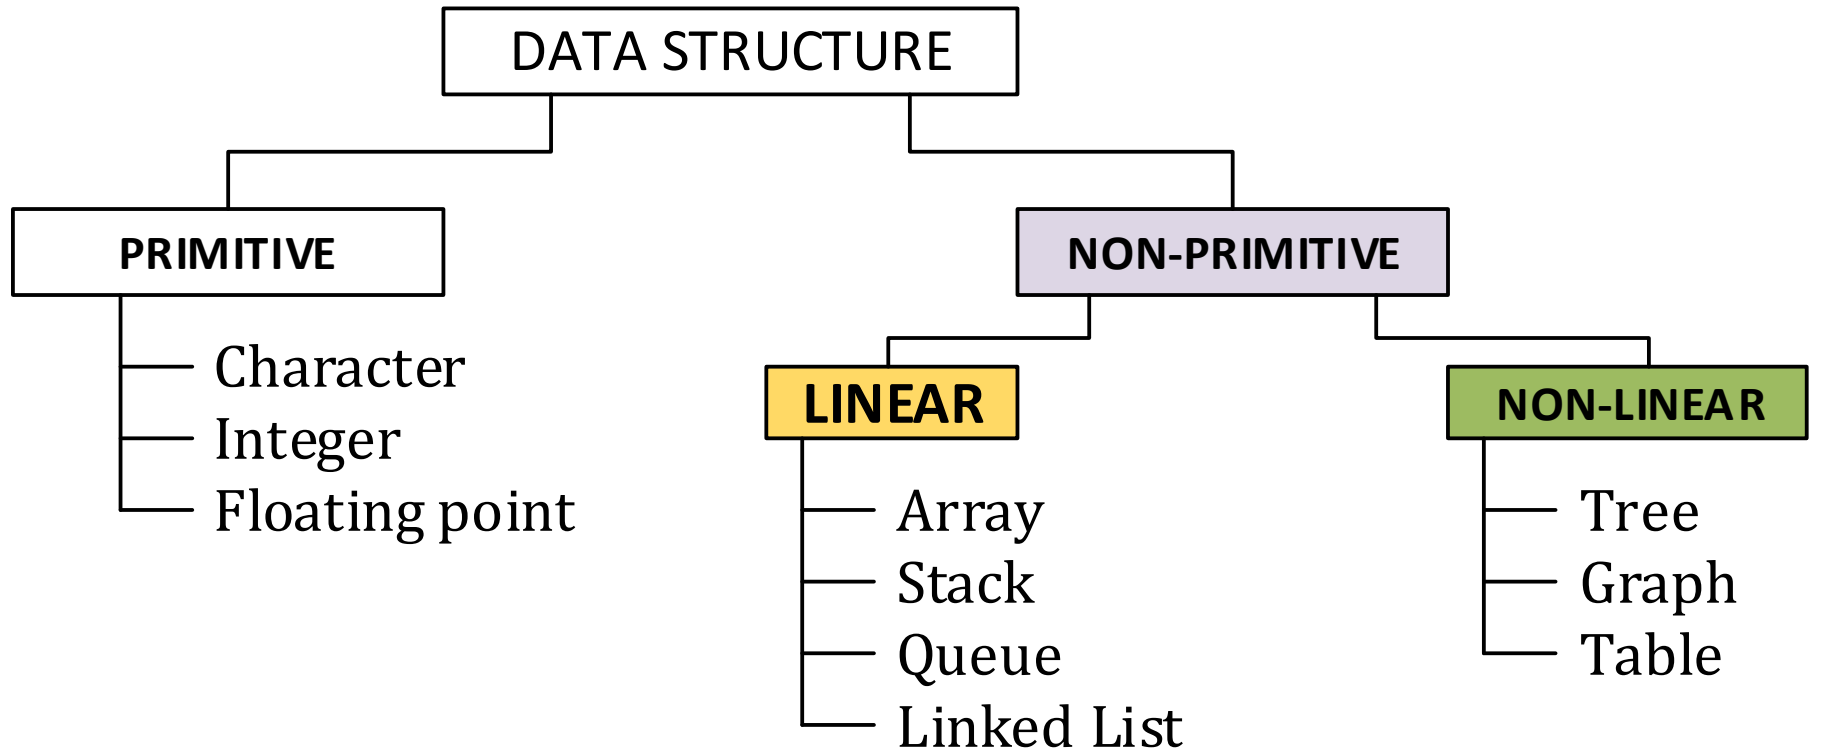 DATA STRUCTURE
PRIMITIVE
Character
Integer
Floating point
NON-PRIMITIVE
LINEAR
Array
Stack
Queue
Linked List
NON-LINEAR
Tree
Graph
Table